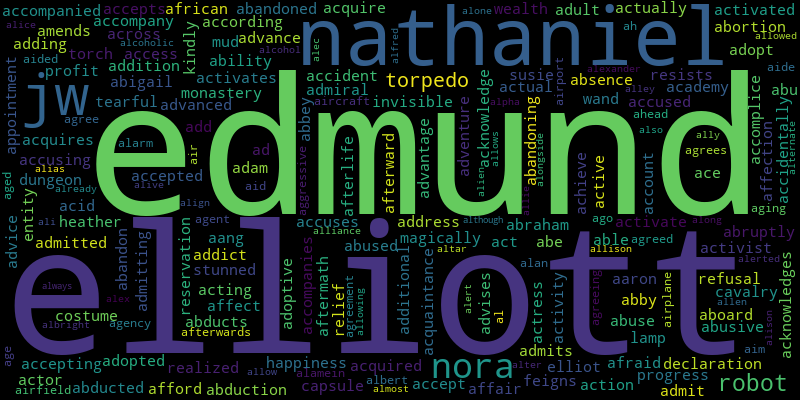 accompanied accepts african abandoned acquire wealth adult actually activated
amends accompany according nathaniel ah abortion
adding torch across access mud advance alec alone alfred kindly adopt allowed
alice aided alcoholic alcohol airport alexander
profit addition ability accident torpedo susie absence resists aide
appointment jw abigail activates admiral acknowledge actual alley abu
tearful monastery advanced aircraft invisible alpha wand accused academy
agree abbey adventure ahead accomplice
acquires alarm add edmund advantage abandoning also ally
alias accusing air ad afterlife afterward alien allows alongside achieve active account agrees ace affection accidentally alternate
aged already dungeon accepted alive aid adam aggressive allie aging
entity acid heather align agent accuses alliance address although abraham ago activate along abruptly
advice ali admitted abandon admitting reservation aang abused magically act abe able agreed allison activist alerted
elliott addict stunned accompanies aftermath additional acquaintance altar alan aaron refusal cavalry acknowledges
always alex acting affect adoptive relief agreement allowing alert advises al actress activity agreeing abby airplane aboard alien alison
costume agency abducts abuse abusive
albright afterwards admits lamp aim
age accepting adopted realized happiness acquired nora alter elliot afraid declaration
actor abducted afford allow capsule albert accept feigns action progress robot
airfield abduction alamein almost affair admit